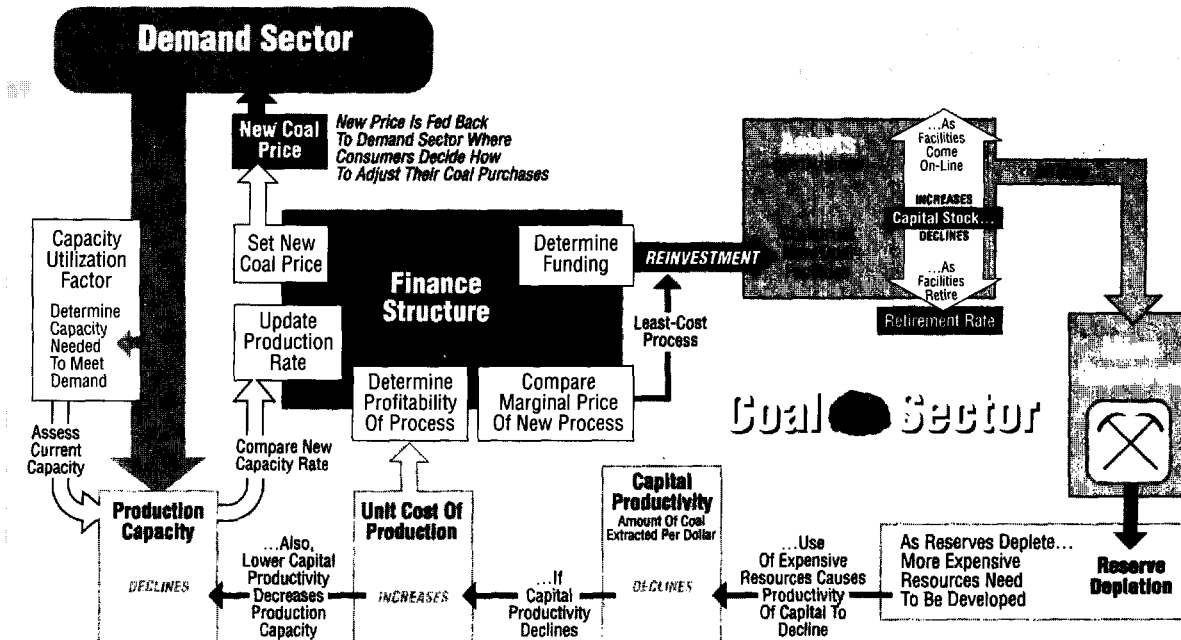 Demand Sector
New Coal
Price
New Price Is Fed Back
To Demand Sector Where
Consumers Decide How
To Adjust Their Coal Purchases
Assets
...As
Facilities
Come
On-Line
INCREASES
Capital Stock...
DECLINES
...As
Facilities
Retire
Retirement Rate
Capacity
Utilization
Factor
Determine
Capacity
Needed
To Meet
Demand
Set New
Coal Price
Finance
Structure
Determine
Funding
REINVESTMENT
Update
Production
Rate
Determine
Profitability
Of Process
Compare
Marginal Price
Of New Process
Least-Cost
Process
Coal Sector
Assess
Current
Capacity
Compare New
Capacity Rate
Production
Capacity
DECLINES
...Also,
Lower Capital
Productivity
Decreases
Production
Capacity
Unit Cost Of
Production
INCREASES
...If
Capital
Productivity
Declines
Capital
Productivity
Amount Of Coal
Extracted Per Dollar
DECLINES
...Use
Of Expensive
Resources Causes
Productivity
Of Capital To
Decline
As Reserves Deplete...
More Expensive
Resources Need
To Be Developed
Reserve
Depletion